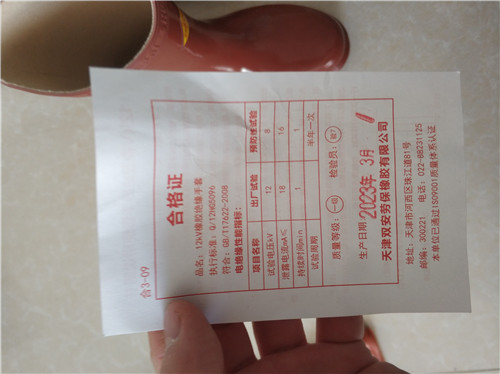 合3-09
合格证
品名：12kV橡胶绝缘手套
执行标准：Q/12HG5096
符合：GB/T17622-2008
电绝缘性能指标：
项目名称 出厂试验 预防性试验
试验电压kV 12 8
泄露电流mA≤ 18 16
持续时间min 1 1
试验周期 半年一次
质量等级：一级 检验员：
生产日期 2023年 3月
天津双安劳保橡胶有限公司
地址：天津市河西区珠江道81号
邮编：300221 电话：022-88231125
本单位已通过ISO9001质量体系认证